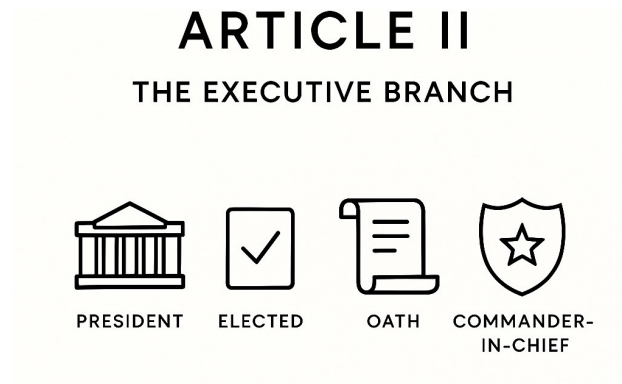 ARTICLE II
THE EXECUTIVE BRANCH
PRESIDENT
ELECTED
OATH
COMMANDER-
IN-CHIEF